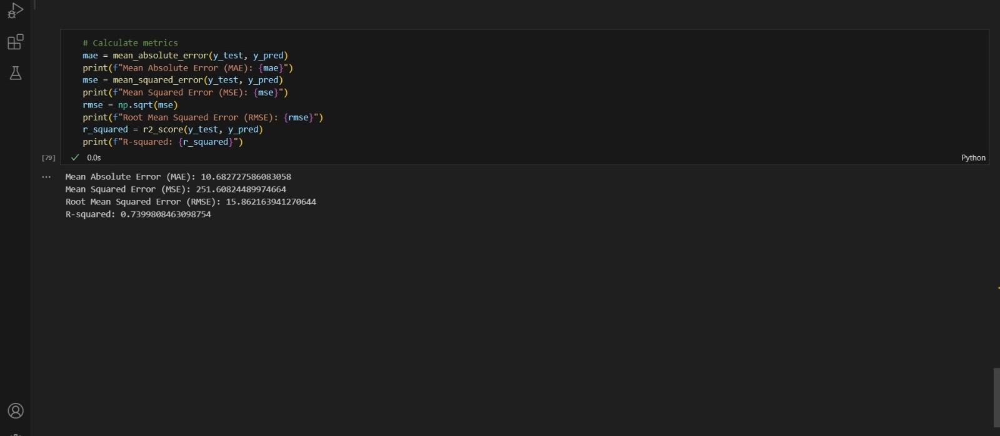 # Calculate metrics
mae = mean_absolute_error(y_test, y_pred)
print(f"Mean Absolute Error (MAE): {mae}")
mse = mean_squared_error(y_test, y_pred)
print(f"Mean Squared Error (MSE): {mse}")
rmse = np.sqrt(mse)
print(f"Root Mean Squared Error (RMSE): {rmse}")
r_squared = r2_score(y_test, y_pred)
print(f"R-squared: {r_squared}")
[79] ✓ 0.0s Python
... Mean Absolute Error (MAE): 10.682727586083058
Mean Squared Error (MSE): 251.60824489974664
Root Mean Squared Error (RMSE): 15.862163941270644
R-squared: 0.7399808463098754